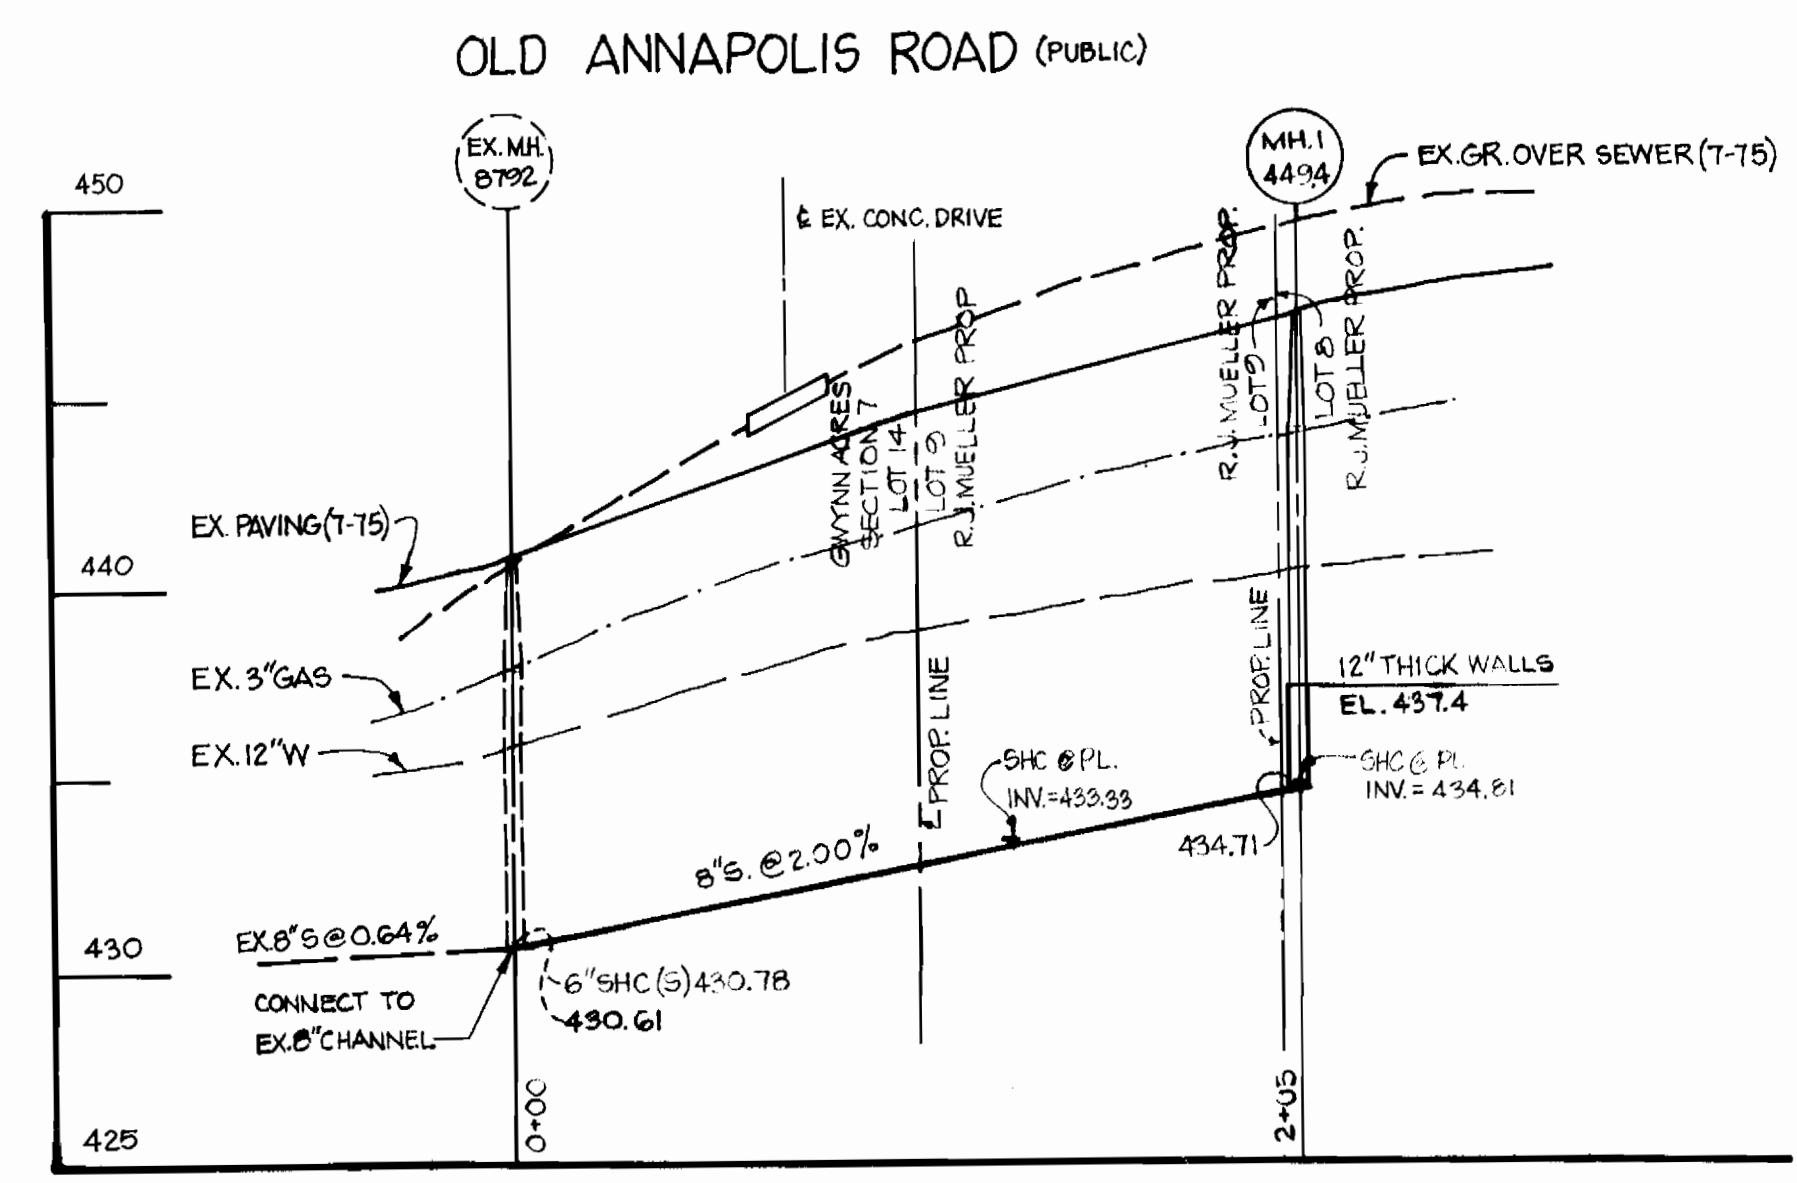 OLD ANNAPOLIS ROAD (PUBLIC)
EX. M.H.
8792
MH. 1
4494
EX. GR. OVER SEWER (7-75)
450
℄ EX. CONC. DRIVE
R.J. MUELLER PROP.
LOT 9
LOT 8
R.J. MUELLER PROP.
GWYNN ACRES
SECTION 7
LOT 14
LOT 9
R.J. MUELLER PROP
EX. PAVING (7-75)
440
EX. 3" GAS
EX. 12" W
PROP. LINE
PROP. LINE
12" THICK WALLS
EL. 437.4
SHC @ PL.
INV. = 433.33
SHC @ PL.
INV. = 434.81
434.71
8" S. @ 2.00%
EX. 8" S @ 0.64%
430
6" SHC (S) 430.78
430.61
CONNECT TO
EX. 8" CHANNEL
0+00
2+05
425